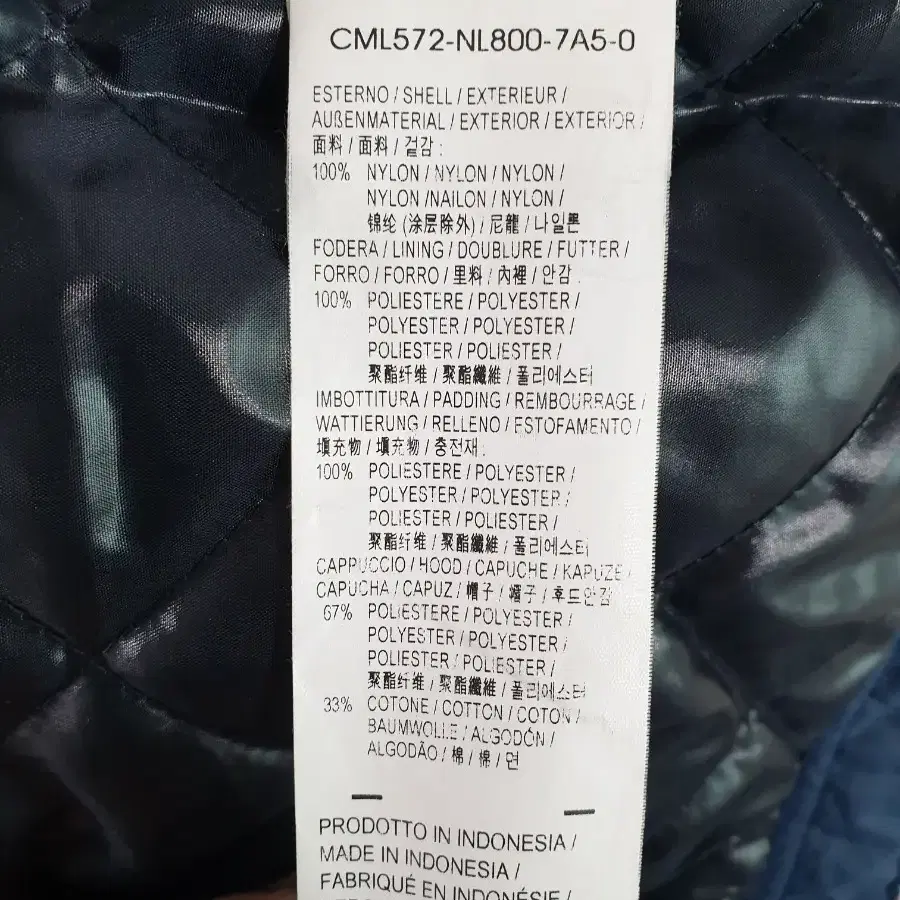 CML572-NL800-7A5-0
ESTERNO / SHELL / EXTERIEUR /
AUßENMATERIAL / EXTERIOR / EXTERIOR /
面料 / 面料 / 겉감 :
100% NYLON / NYLON / NYLON /
NYLON /NAILON / NYLON /
锦纶 (涂层除外) / 尼龍 / 나일론
FODERA / LINING / DOUBLURE / FUTTER /
FORRO / FORRO / 里料 / 內裡 / 안감 :
100% POLIESTERE / POLYESTER /
POLYESTER / POLYESTER /
POLIESTER / POLIESTER /
聚酯纤维 / 聚酯纖維 / 폴리에스터
IMBOTTITURA / PADDING / REMBOURRAGE /
WATTIERUNG / RELLENO / ESTOFAMENTO /
填充物 / 填充物 / 충전재 :
100% POLIESTERE / POLYESTER /
POLYESTER / POLYESTER /
POLIESTER / POLIESTER /
聚酯纤维 / 聚酯纖維 / 폴리에스터
CAPPUCCIO / HOOD / CAPUCHE / KAPUZE /
CAPUCHA / CAPUZ / 帽子 / 帽子 / 후드안감
67% POLIESTERE / POLYESTER /
POLYESTER / POLYESTER /
POLIESTER / POLIESTER /
聚酯纤维 / 聚酯纖維 / 폴리에스터
33% COTONE / COTTON / COTON /
BAUMWOLLE / ALGODÓN /
ALGODÃO / 棉 / 棉 / 면
PRODOTTO IN INDONESIA /
MADE IN INDONESIA /
FABRIQUÉ EN INDONÉSIE /